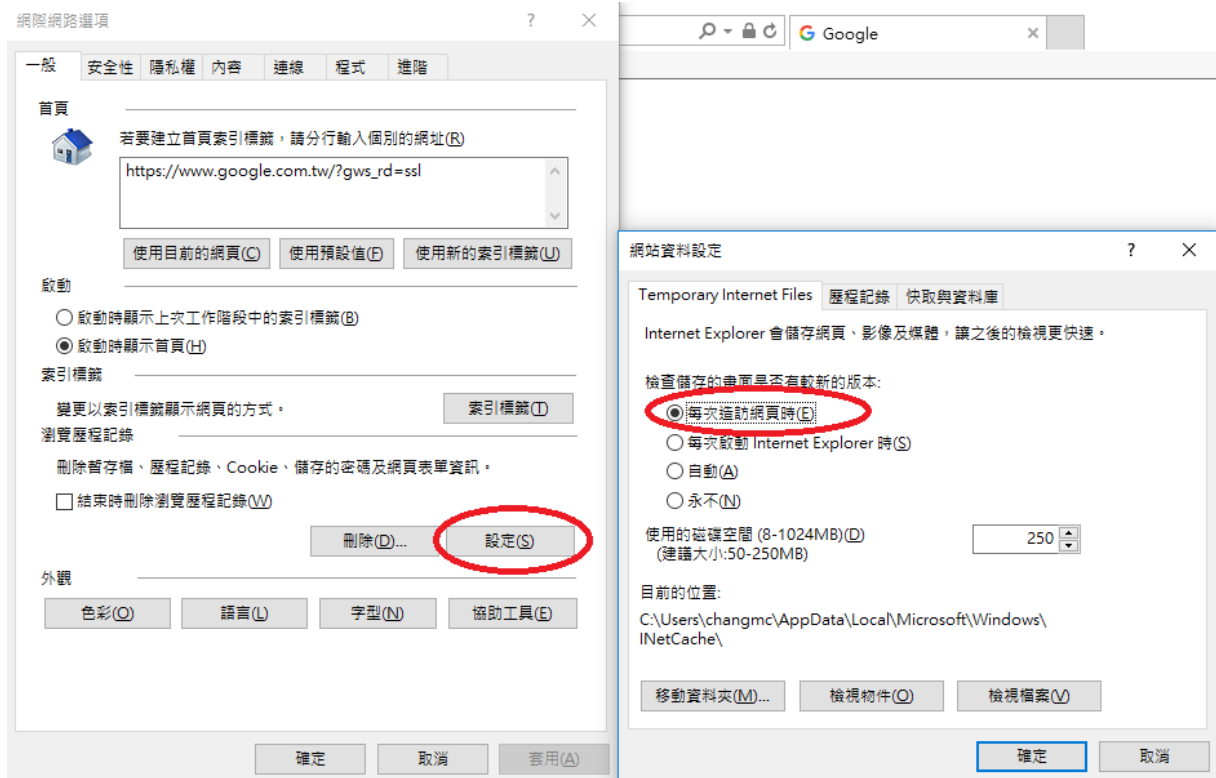 網際網路選項
一般 安全性 隱私權 內容 連線 程式 進階
首頁
若要建立首頁索引標籤，請分行輸入個別的網址(R)
https://www.google.com.tw/?gws_rd=ssl
使用目前的網頁(C) 使用預設值(F) 使用新的索引標籤(U)
啟動
啟動時顯示上次工作階段中的索引標籤(B)
啟動時顯示首頁(H)
索引標籤
變更以索引標籤顯示網頁的方式。 索引標籤(T)
瀏覽歷程記錄
刪除暫存檔、歷程記錄、Cookie、儲存的密碼及網頁表單資訊。
結束時刪除瀏覽歷程記錄(W)
刪除(D)... 設定(S)
外觀
色彩(O) 語言(L) 字型(N) 協助工具(E)
確定 取消 套用(A)
Google
網站資料設定
Temporary Internet Files 歷程記錄 快取與資料庫
Internet Explorer 會儲存網頁、影像及媒體，讓之後的檢視更快速。
檢查儲存的畫面是否有較新的版本:
每次造訪網頁時(E)
每次啟動 Internet Explorer 時(S)
自動(A)
永不(N)
使用的磁碟空間 (8-1024MB)(D) 250
(建議大小:50-250MB)
目前的位置:
C:\Users\changmc\AppData\Local\Microsoft\Windows\
INetCache\
移動資料夾(M)... 檢視物件(O) 檢視檔案(V)
確定 取消